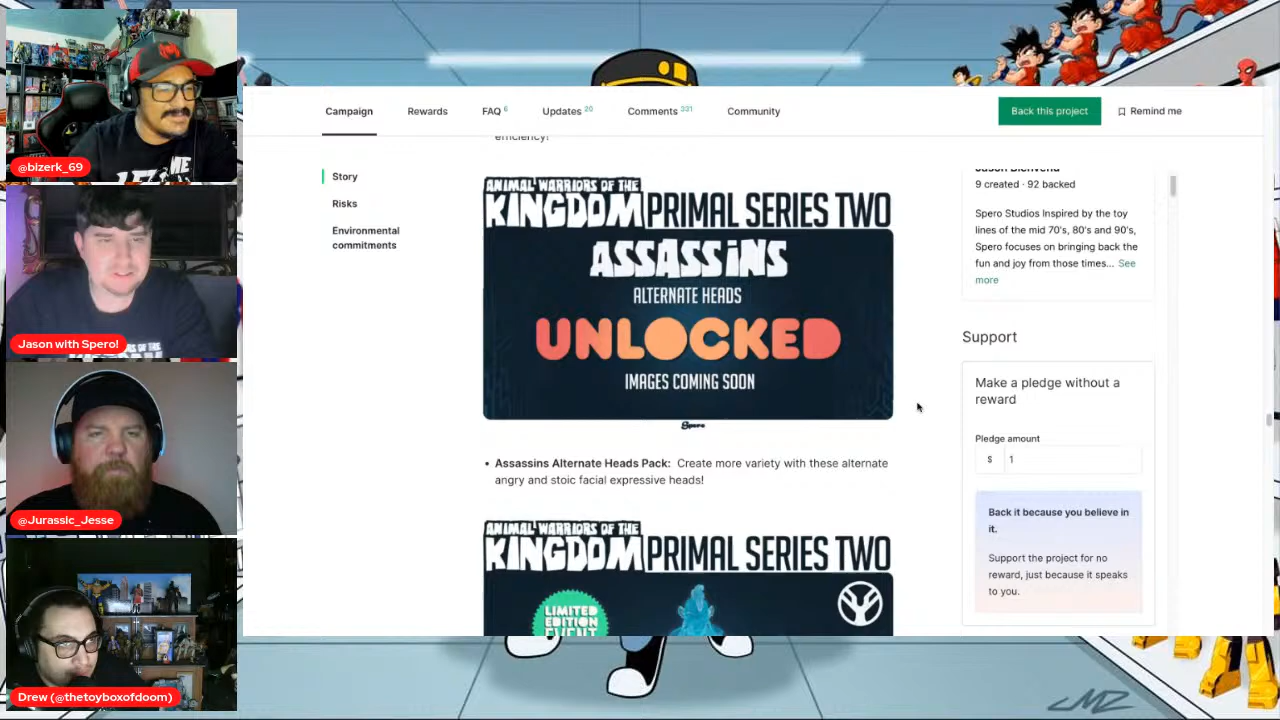 @bizerk_69
Jason with Spero!
@JurassIc_Jesse
Drew (@thetoyboxofdoom)
Campaign
Rewards
FAQ 6
Updates 20
Comments 331
Community
Back this project
Remind me
Story
Risks
Environmental
commitments
efficiency!
ANIMAL WARRIORS OF THE
KINGDOM PRIMAL SERIES TWO
ASSASSINS
ALTERNATE HEADS
UNLOCKED
IMAGES COMING SOON
Spero
• Assassins Alternate Heads Pack: Create more variety with these alternate
angry and stoic facial expressive heads!
ANIMAL WARRIORS OF THE
KINGDOM PRIMAL SERIES TWO
LIMITED
EDITION
EVENT
Jason Bienvenu
9 created · 92 backed
Spero Studios Inspired by the toy
lines of the mid 70's, 80's and 90's,
Spero focuses on bringing back the
fun and joy from those times... See
more
Support
Make a pledge without a
reward
Pledge amount
$ 1
Back it because you believe in
it.
Support the project for no
reward, just because it speaks
to you.